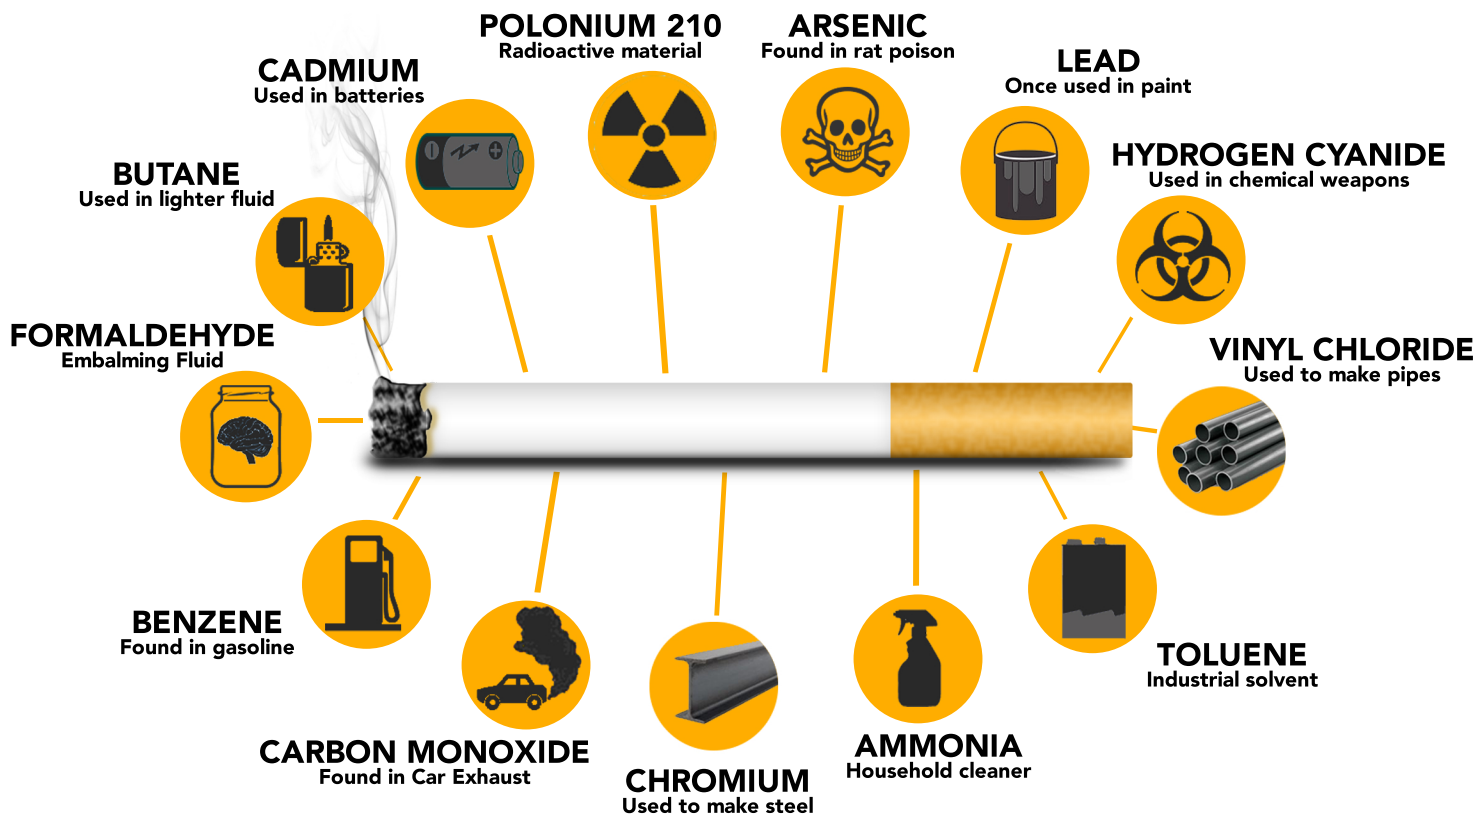 POLONIUM 210
Radioactive material
ARSENIC
Found in rat poison
CADMIUM
Used in batteries
LEAD
Once used in paint
BUTANE
Used in lighter fluid
HYDROGEN CYANIDE
Used in chemical weapons
FORMALDEHYDE
Embalming Fluid
VINYL CHLORIDE
Used to make pipes
BENZENE
Found in gasoline
TOLUENE
Industrial solvent
CARBON MONOXIDE
Found in Car Exhaust
AMMONIA
Household cleaner
CHROMIUM
Used to make steel